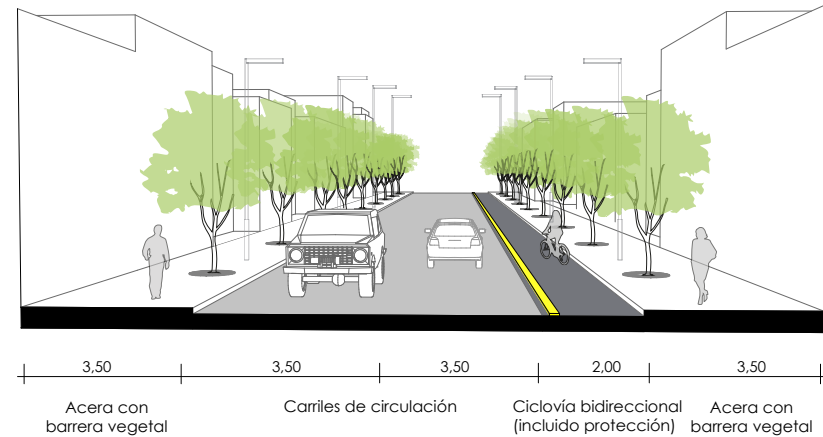 3,50 3,50 3,50 2,00 3,50
Acera con
barrera vegetal
Carriles de circulación
Ciclovía bidireccional
(incluido protección)
Acera con
barrera vegetal